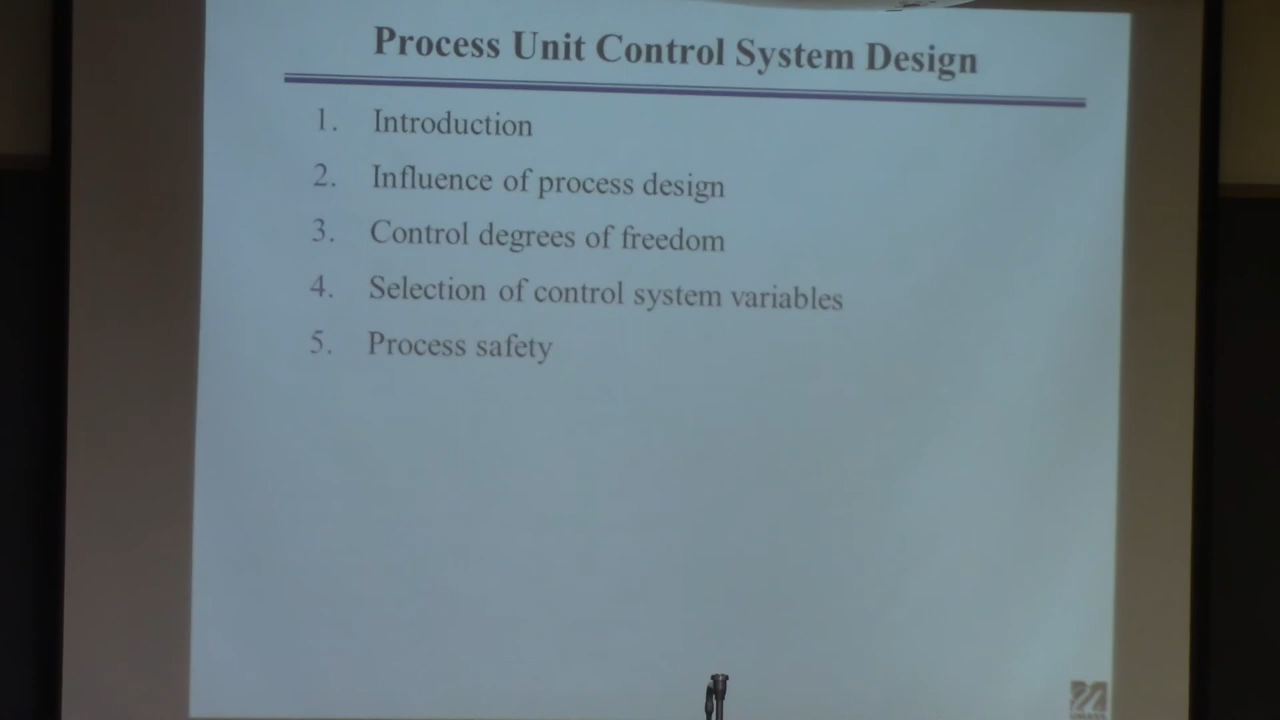 Process Unit Control System Design
1. Introduction
2. Influence of process design
3. Control degrees of freedom
4. Selection of control system variables
5. Process safety